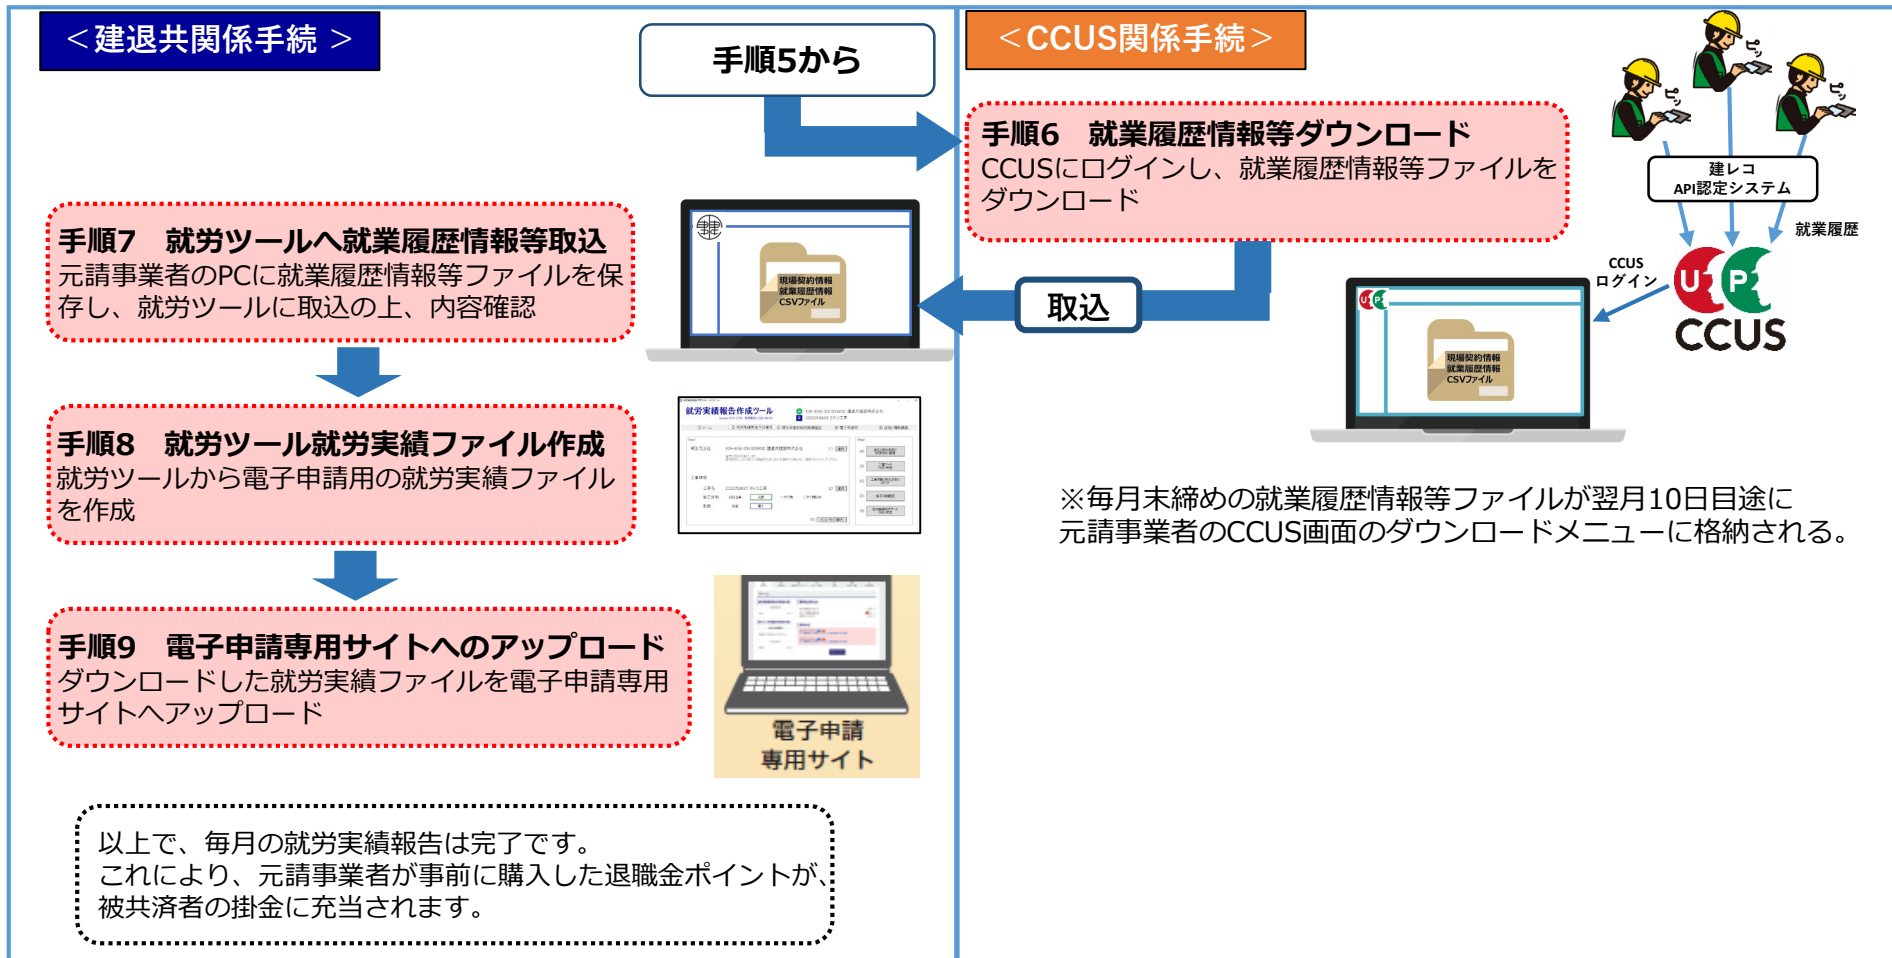 ＜建退共関係手続 ＞
手順5から
＜CCUS関係手続＞
ピッ
ピッ
ピッ
手順6　就業履歴情報等ダウンロード
CCUSにログインし、就業履歴情報等ファイルを
ダウンロード
建レコ
API認定システム
就業履歴
CCUS
ログイン
CCUS
現場契約情報
就業履歴情報
CSVファイル
取込
手順7　就労ツールへ就業履歴情報等取込
元請事業者のPCに就業履歴情報等ファイルを保
存し、就労ツールに取込の上、内容確認
現場契約情報
就業履歴情報
CSVファイル
手順8　就労ツール就労実績ファイル作成
就労ツールから電子申請用の就労実績ファイル
を作成
就労実績報告作成ツール
※毎月末締めの就業履歴情報等ファイルが翌月10日目途に
元請事業者のCCUS画面のダウンロードメニューに格納される。
手順9　電子申請専用サイトへのアップロード
ダウンロードした就労実績ファイルを電子申請専用
サイトへアップロード
電子申請
専用サイト
以上で、毎月の就労実績報告は完了です。
これにより、元請事業者が事前に購入した退職金ポイントが、
被共済者の掛金に充当されます。